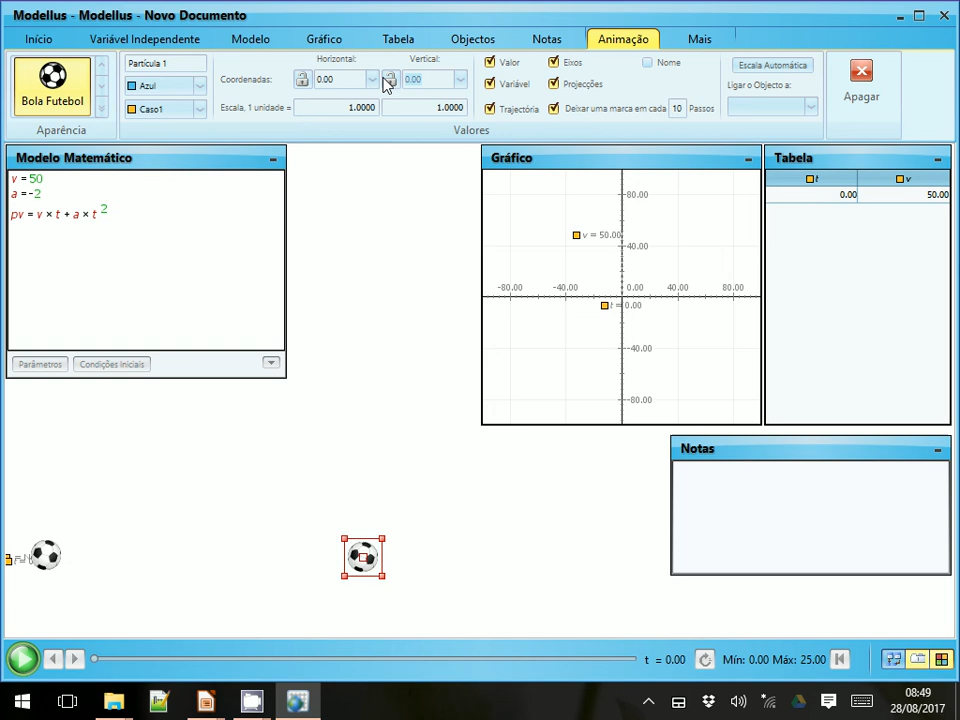 Modellus - Modellus - Novo Documento
Início Variável Independente Modelo Gráfico Tabela Objectos Notas Animação Mais
Bola Futebol
Aparência
Partícula 1
Azul
Caso1
Horizontal: Vertical:
Coordenadas: 0.00 0.00
Escala, 1 unidade = 1.0000 1.0000
Valor Eixos Nome
Variável Projecções
Trajectória Deixar uma marca em cada 10 Passos
Escala Automática
Ligar o Objecto a:
Valores
Apagar
Modelo Matemático
v = 50
a = -2
pv = v × t + a × t 2
Parâmetros Condições iniciais
Gráfico
80.00
v = 50.00
40.00
-80.00 -40.00 0.00 40.00 80.00
t = 0.00
-40.00
-80.00
Tabela
t v
0.00 50.00
Notas
t = 0.00 Mín: 0.00 Máx: 25.00
08:49
28/08/2017